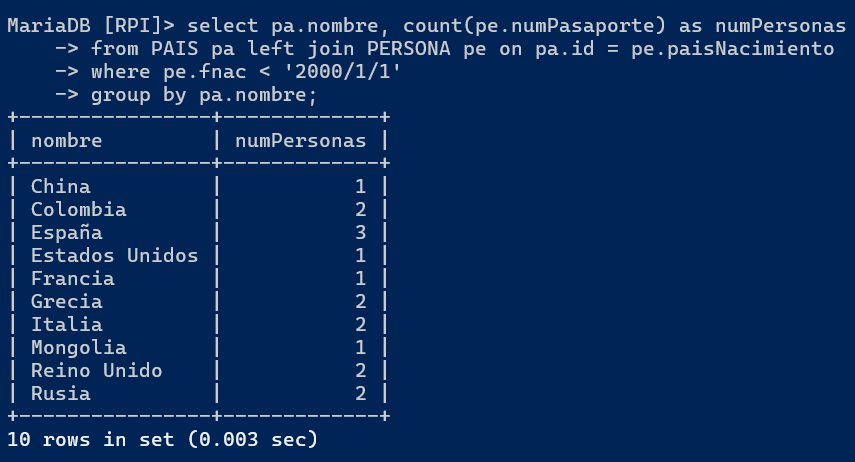 MariaDB [RPI]> select pa.nombre, count(pe.numPasaporte) as numPersonas
    -> from PAIS pa left join PERSONA pe on pa.id = pe.paisNacimiento
    -> where pe.fnac < '2000/1/1'
    -> group by pa.nombre;
+----------------+-------------+
| nombre         | numPersonas |
+----------------+-------------+
| China          |           1 |
| Colombia       |           2 |
| España         |           3 |
| Estados Unidos |           1 |
| Francia        |           1 |
| Grecia         |           2 |
| Italia         |           2 |
| Mongolia       |           1 |
| Reino Unido    |           2 |
| Rusia          |           2 |
+----------------+-------------+
10 rows in set (0.003 sec)